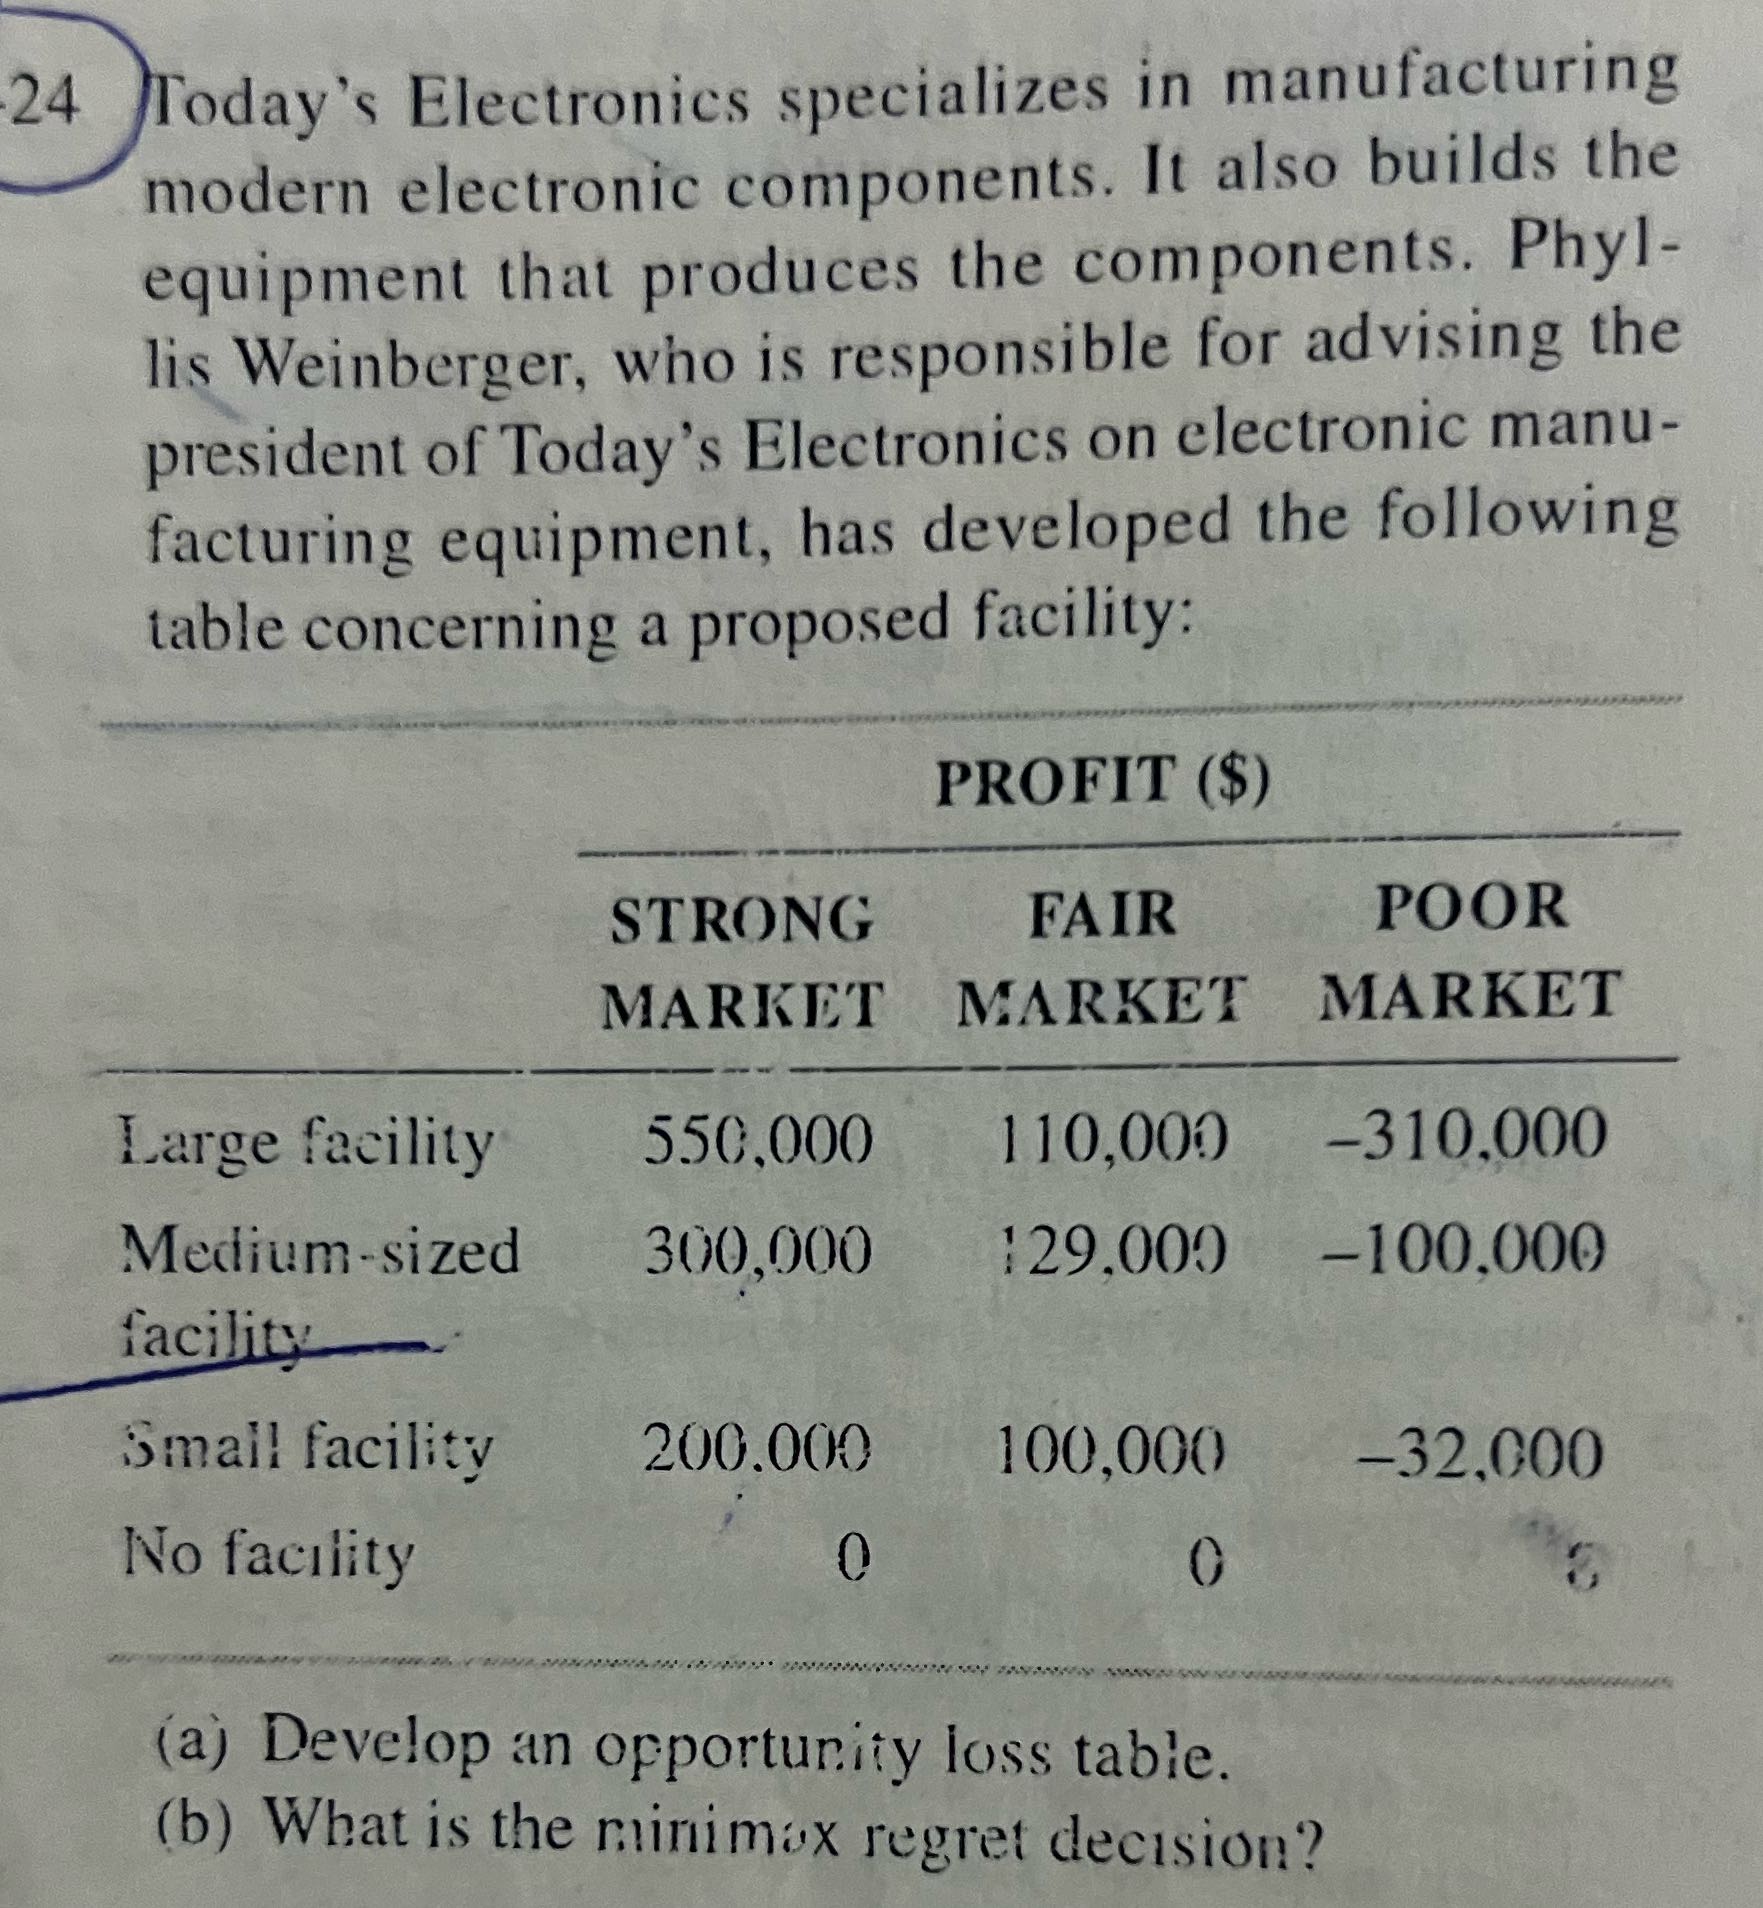 -24 Today's Electronics specializes in manufacturing
modern electronic components. It also builds the
equipment that produces the components. Phyl-
lis Weinberger, who is responsible for advising the
president of Today's Electronics on electronic manu-
facturing equipment, has developed the following
table concerning a proposed facility:
PROFIT ($)
STRONG FAIR POOR
MARKET MARKET MARKET
Large facility 550,000 110,000 –310,000
Medium-sized 300,000 129,000 –100,000
facility
Small facility 200.000 100,000 –32,000
No facility 0 0
(a) Develop an opportunity loss table.
(b) What is the minimax regret decision?